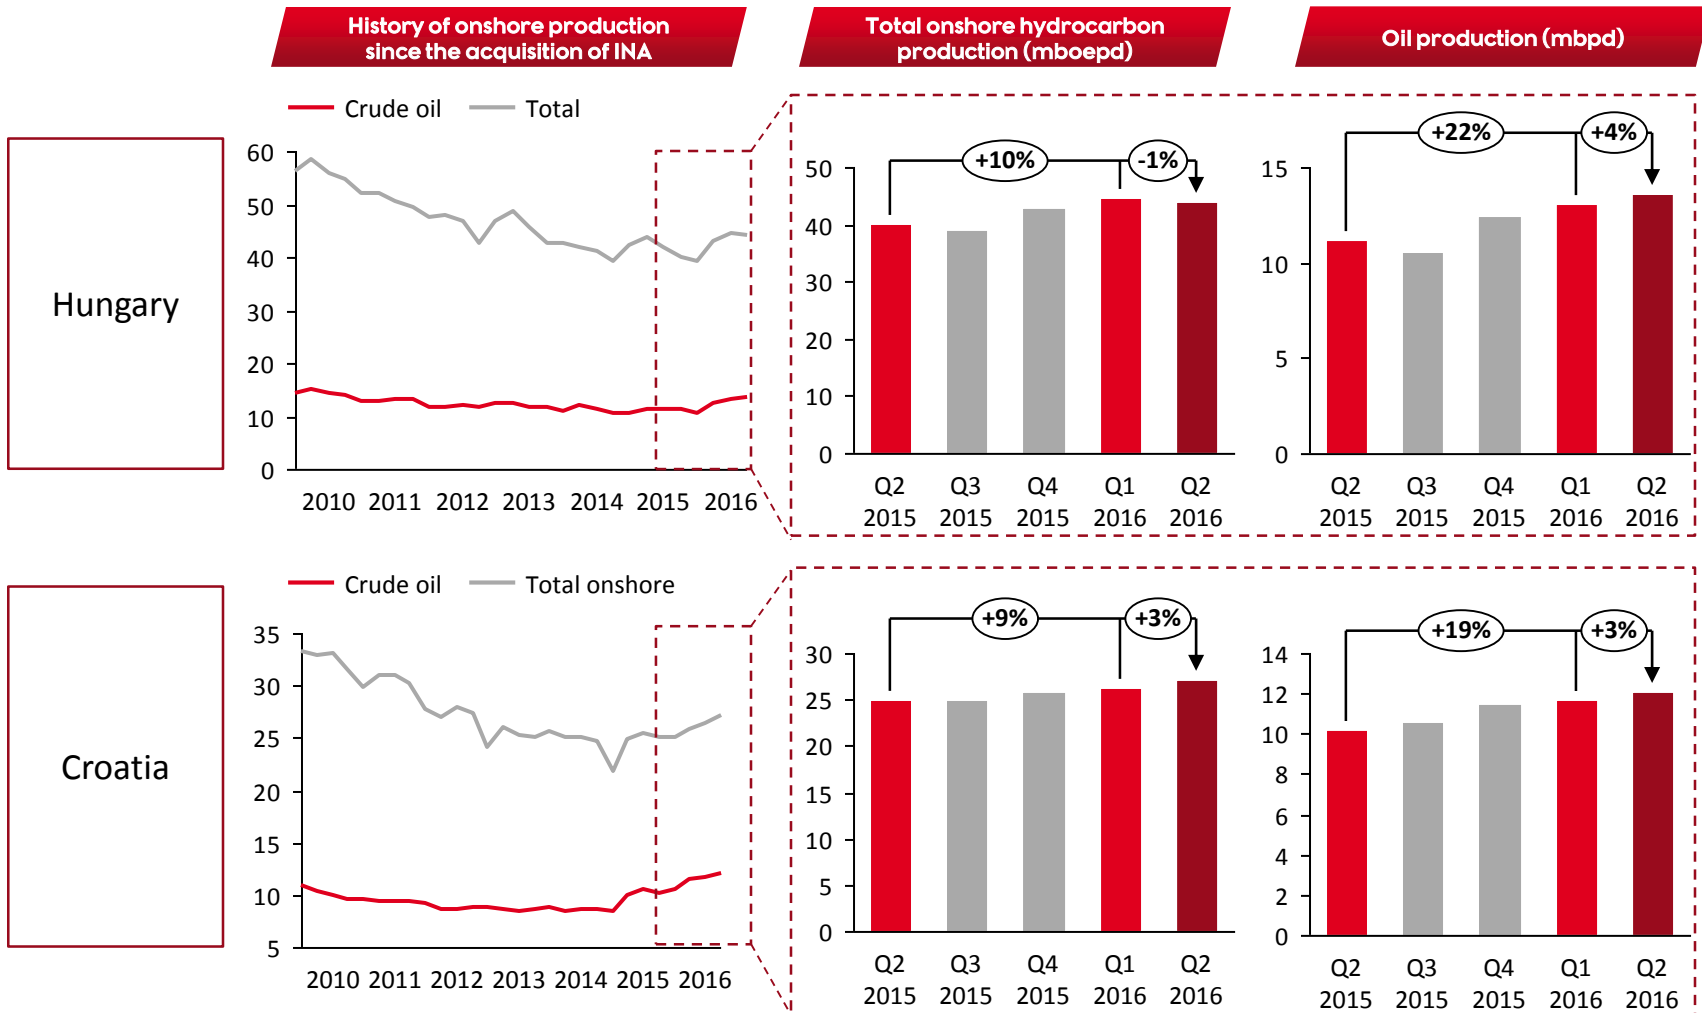 History of onshore production
since the acquisition of INA
Total onshore hydrocarbon
production (mboepd)
Oil production (mbpd)
Hungary
Crude oil
Total
60
50
40
30
20
10
0
2010 2011 2012 2013 2014 2015 2016
+10%
-1%
50
40
30
20
10
0
Q2 Q3 Q4 Q1 Q2
2015 2015 2015 2016 2016
+22%
+4%
15
10
5
0
Q2 Q3 Q4 Q1 Q2
2015 2015 2015 2016 2016
Croatia
Crude oil
Total onshore
35
30
25
20
15
10
5
2010 2011 2012 2013 2014 2015 2016
+9%
+3%
30
25
20
15
10
5
0
Q2 Q3 Q4 Q1 Q2
2015 2015 2015 2016 2016
+19%
+3%
14
12
10
8
6
4
2
0
Q2 Q3 Q4 Q1 Q2
2015 2015 2015 2016 2016